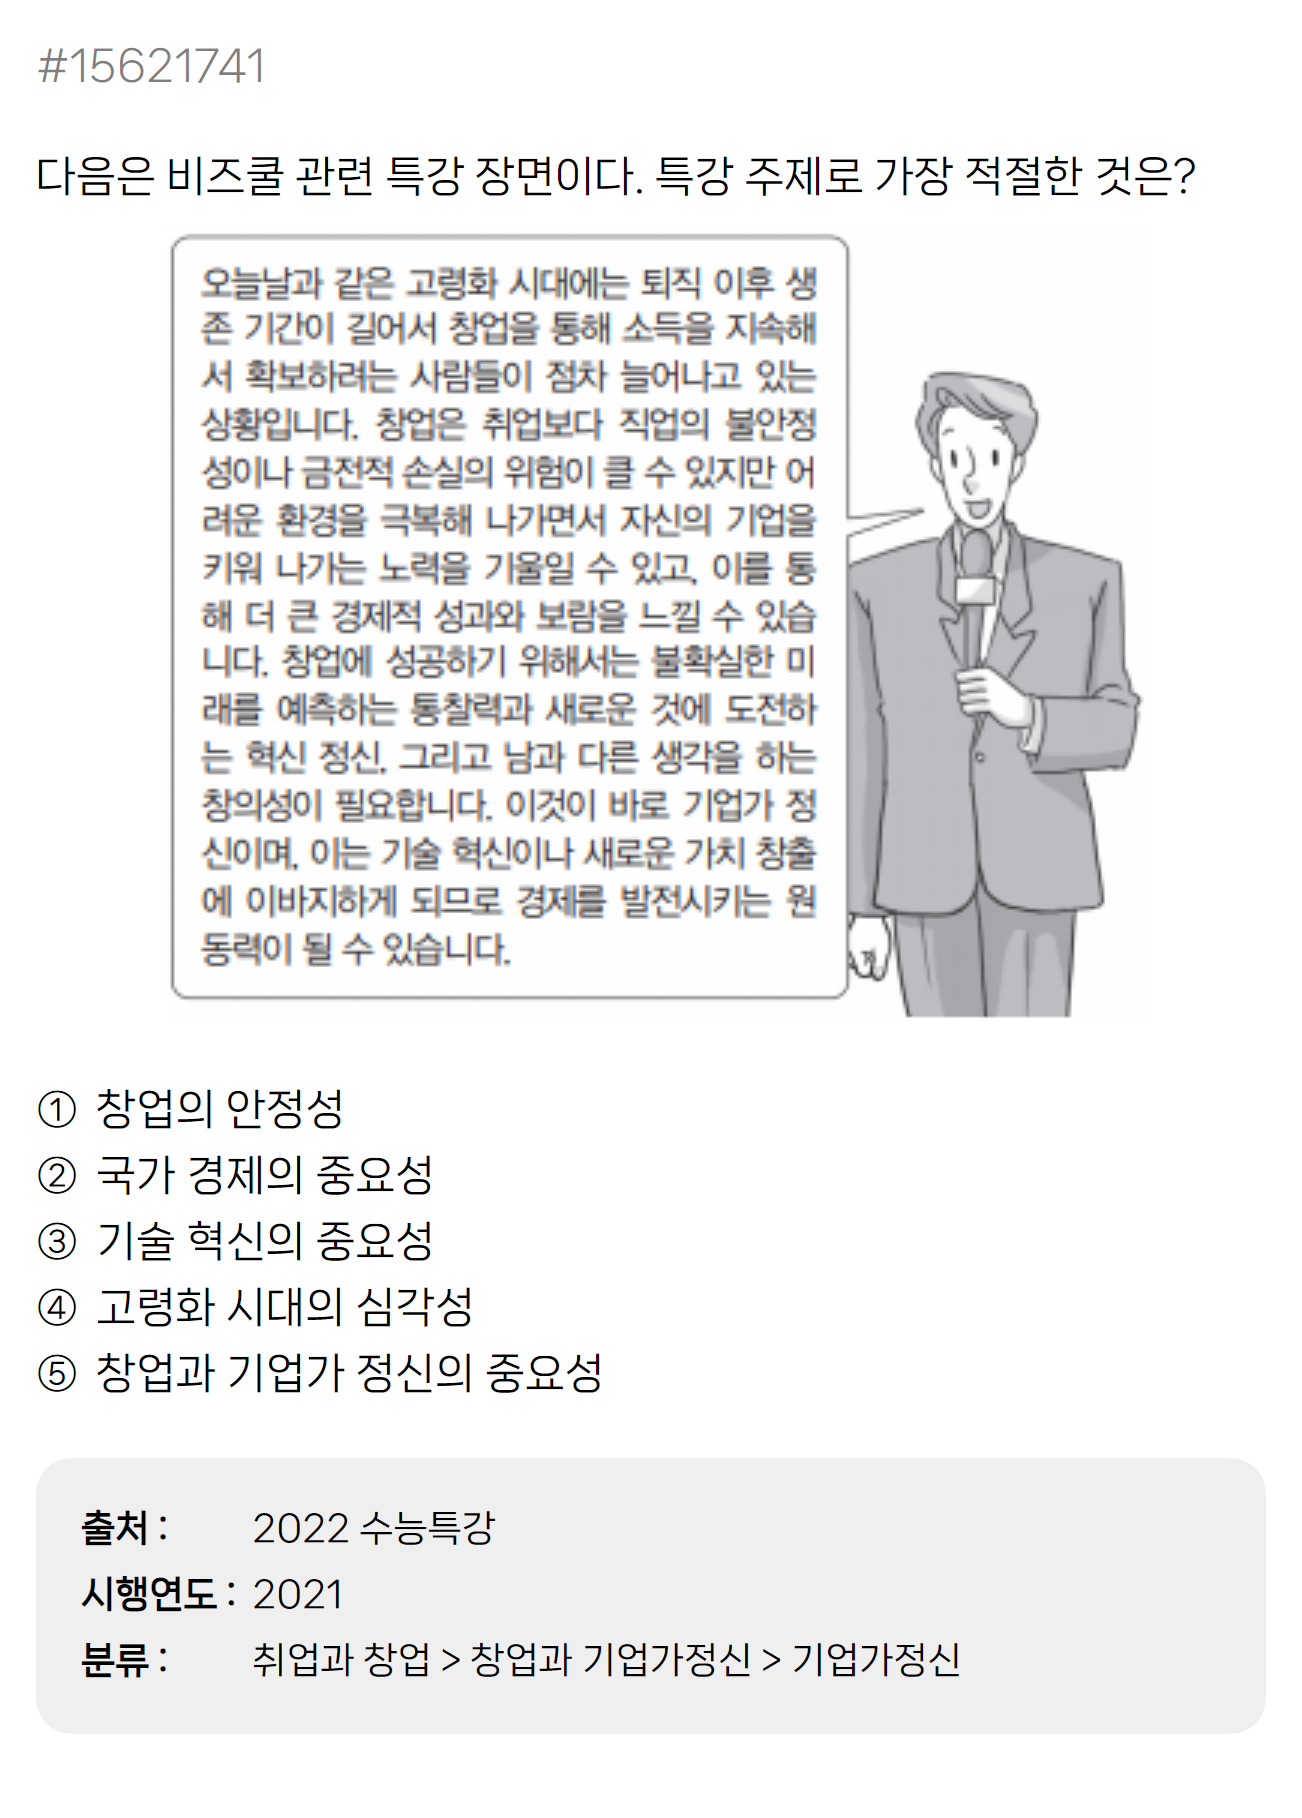 #15621741
다음은 비즈쿨 관련 특강 장면이다. 특강 주제로 가장 적절한 것은?
오늘날과 같은 고령화 시대에는 퇴직 이후 생
존 기간이 길어서 창업을 통해 소득을 지속해
서 확보하려는 사람들이 점차 늘어나고 있는
상황입니다. 창업은 취업보다 직업의 불안정
성이나 금전적 손실의 위험이 클 수 있지만 어
려운 환경을 극복해 나가면서 자신의 기업을
키워 나가는 노력을 기울일 수 있고, 이를 통
해 더 큰 경제적 성과와 보람을 느낄 수 있습
니다. 창업에 성공하기 위해서는 불확실한 미
래를 예측하는 통찰력과 새로운 것에 도전하
는 혁신 정신, 그리고 남과 다른 생각을 하는
창의성이 필요합니다. 이것이 바로 기업가 정
신이며, 이는 기술 혁신이나 새로운 가치 창출
에 이바지하게 되므로 경제를 발전시키는 원
동력이 될 수 있습니다.
① 창업의 안정성
② 국가 경제의 중요성
③ 기술 혁신의 중요성
④ 고령화 시대의 심각성
⑤ 창업과 기업가 정신의 중요성
출처 : 2022 수능특강
시행연도 : 2021
분류 : 취업과 창업 > 창업과 기업가정신 > 기업가정신